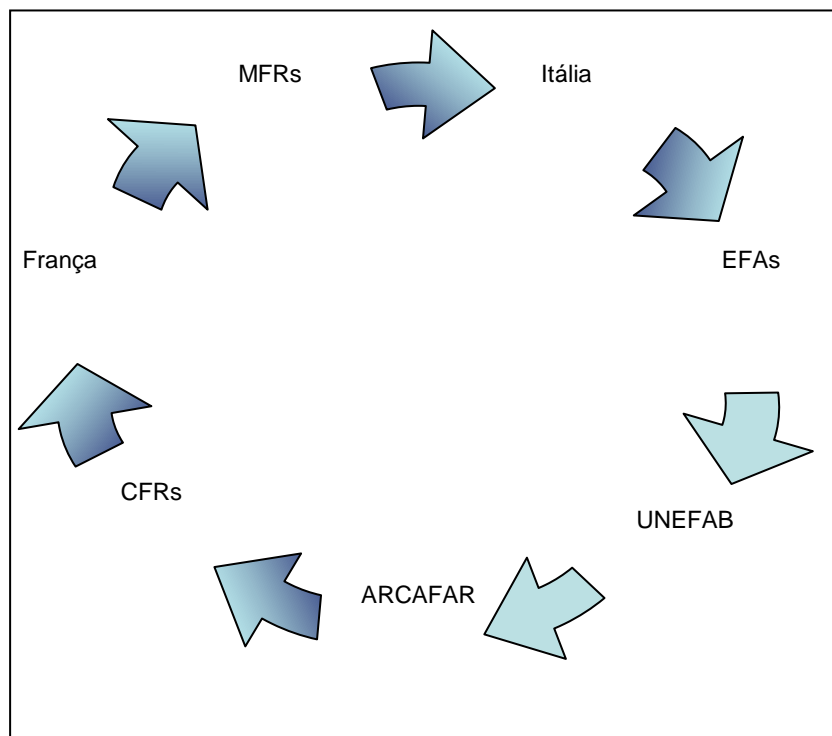 MFRs
Itália
França
EFAs
CFRs
UNEFAB
ARCAFAR